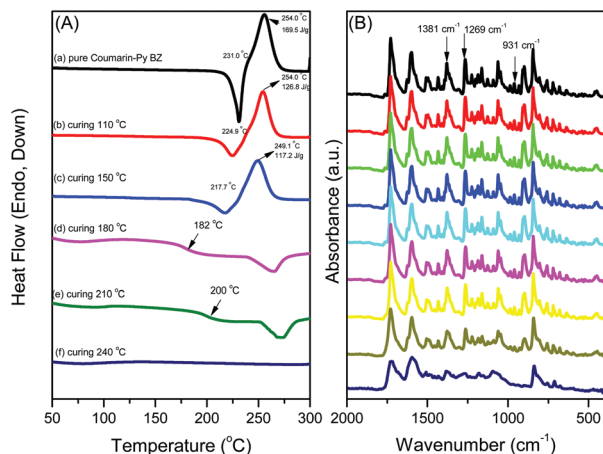 (A)
254.0 °C
169.5 J/g
231.0 °C
(a) pure Coumarin-Py BZ
254.0 °C
126.8 J/g
(b) curing 110 °C
224.9 °C
249.1 °C
117.2 J/g
(c) curing 150 °C
217.7 °C
(d) curing 180 °C
182 °C
(e) curing 210 °C
200 °C
(f) curing 240 °C
50 100 150 200 250 300
Temperature (°C)
Heat Flow (Endo, Down)
(B)
1381 cm⁻¹ 1269 cm⁻¹
931 cm⁻¹
2000 1500 1000 500
Wavenumber (cm⁻¹)
Absorbance (a.u.)